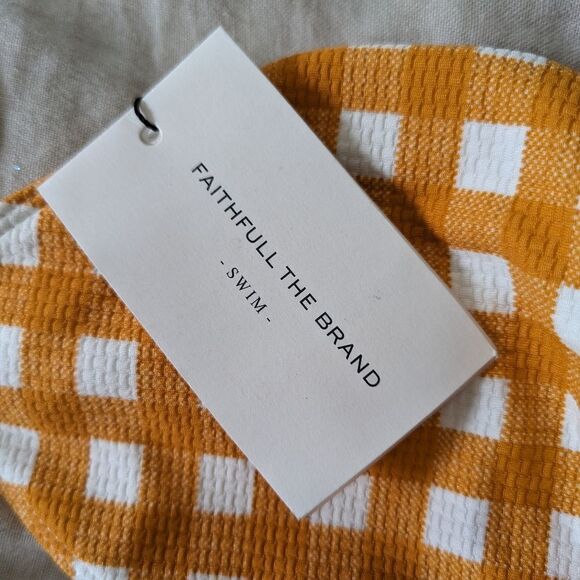 FAITHFULL THE BRAND
- SWIM -